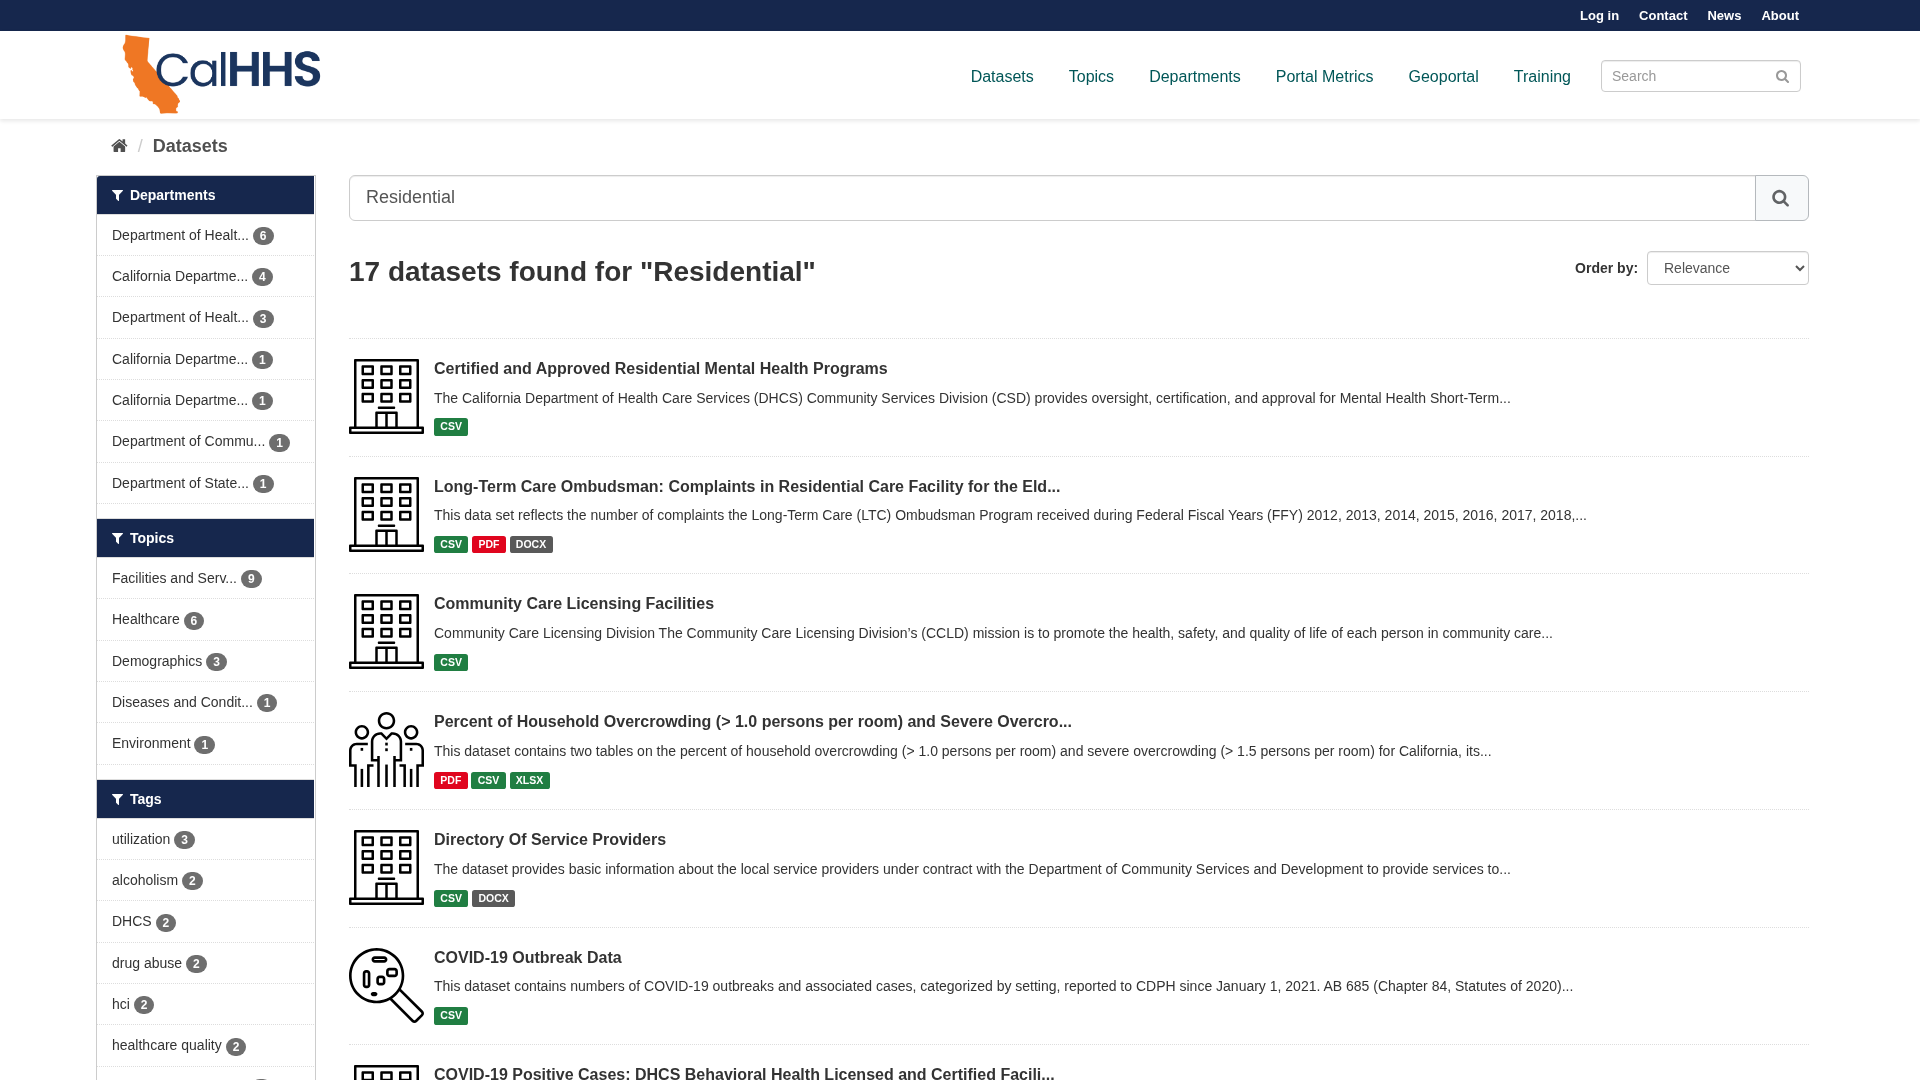 Log in Contact News About
CalHHS
Datasets Topics Departments Portal Metrics Geoportal Training Search
/ Datasets
Departments
Department of Healt... 6
California Departme... 4
Department of Healt... 3
California Departme... 1
California Departme... 1
Department of Commu... 1
Department of State... 1
Topics
Facilities and Serv... 9
Healthcare 6
Demographics 3
Diseases and Condit... 1
Environment 1
Tags
utilization 3
alcoholism 2
DHCS 2
drug abuse 2
hci 2
healthcare quality 2
Residential
17 datasets found for "Residential"
Order by: Relevance
Certified and Approved Residential Mental Health Programs
The California Department of Health Care Services (DHCS) Community Services Division (CSD) provides oversight, certification, and approval for Mental Health Short-Term...
CSV
Long-Term Care Ombudsman: Complaints in Residential Care Facility for the Eld...
This data set reflects the number of complaints the Long-Term Care (LTC) Ombudsman Program received during Federal Fiscal Years (FFY) 2012, 2013, 2014, 2015, 2016, 2017, 2018,...
CSV PDF DOCX
Community Care Licensing Facilities
Community Care Licensing Division The Community Care Licensing Division’s (CCLD) mission is to promote the health, safety, and quality of life of each person in community care...
CSV
Percent of Household Overcrowding (> 1.0 persons per room) and Severe Overcro...
This dataset contains two tables on the percent of household overcrowding (> 1.0 persons per room) and severe overcrowding (> 1.5 persons per room) for California, its...
PDF CSV XLSX
Directory Of Service Providers
The dataset provides basic information about the local service providers under contract with the Department of Community Services and Development to provide services to...
CSV DOCX
COVID-19 Outbreak Data
This dataset contains numbers of COVID-19 outbreaks and associated cases, categorized by setting, reported to CDPH since January 1, 2021. AB 685 (Chapter 84, Statutes of 2020)...
CSV
COVID-19 Positive Cases: DHCS Behavioral Health Licensed and Certified Facili...